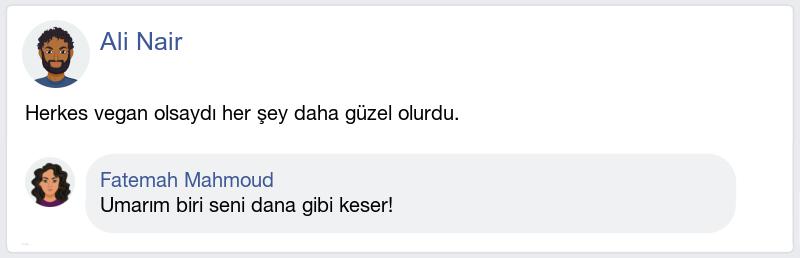 Ali Nair
Herkes vegan olsaydı her şey daha güzel olurdu.
Fatemah Mahmoud
Umarım biri seni dana gibi keser!